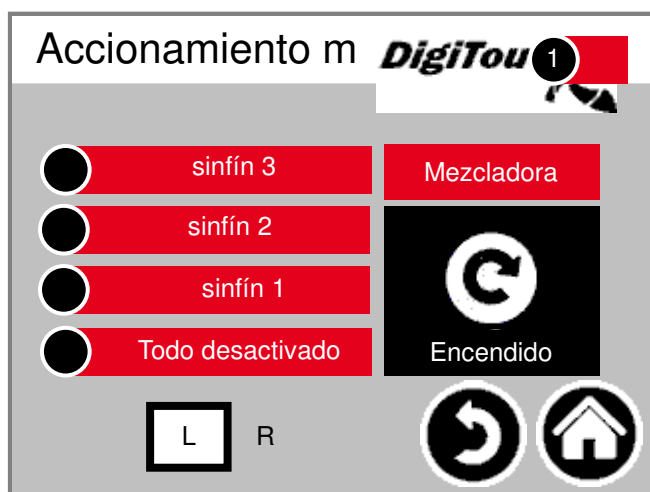 Accionamiento m
DigiTou
1
sinfín 3
Mezcladora
sinfín 2
sinfín 1
Todo desactivado
Encendido
L
R